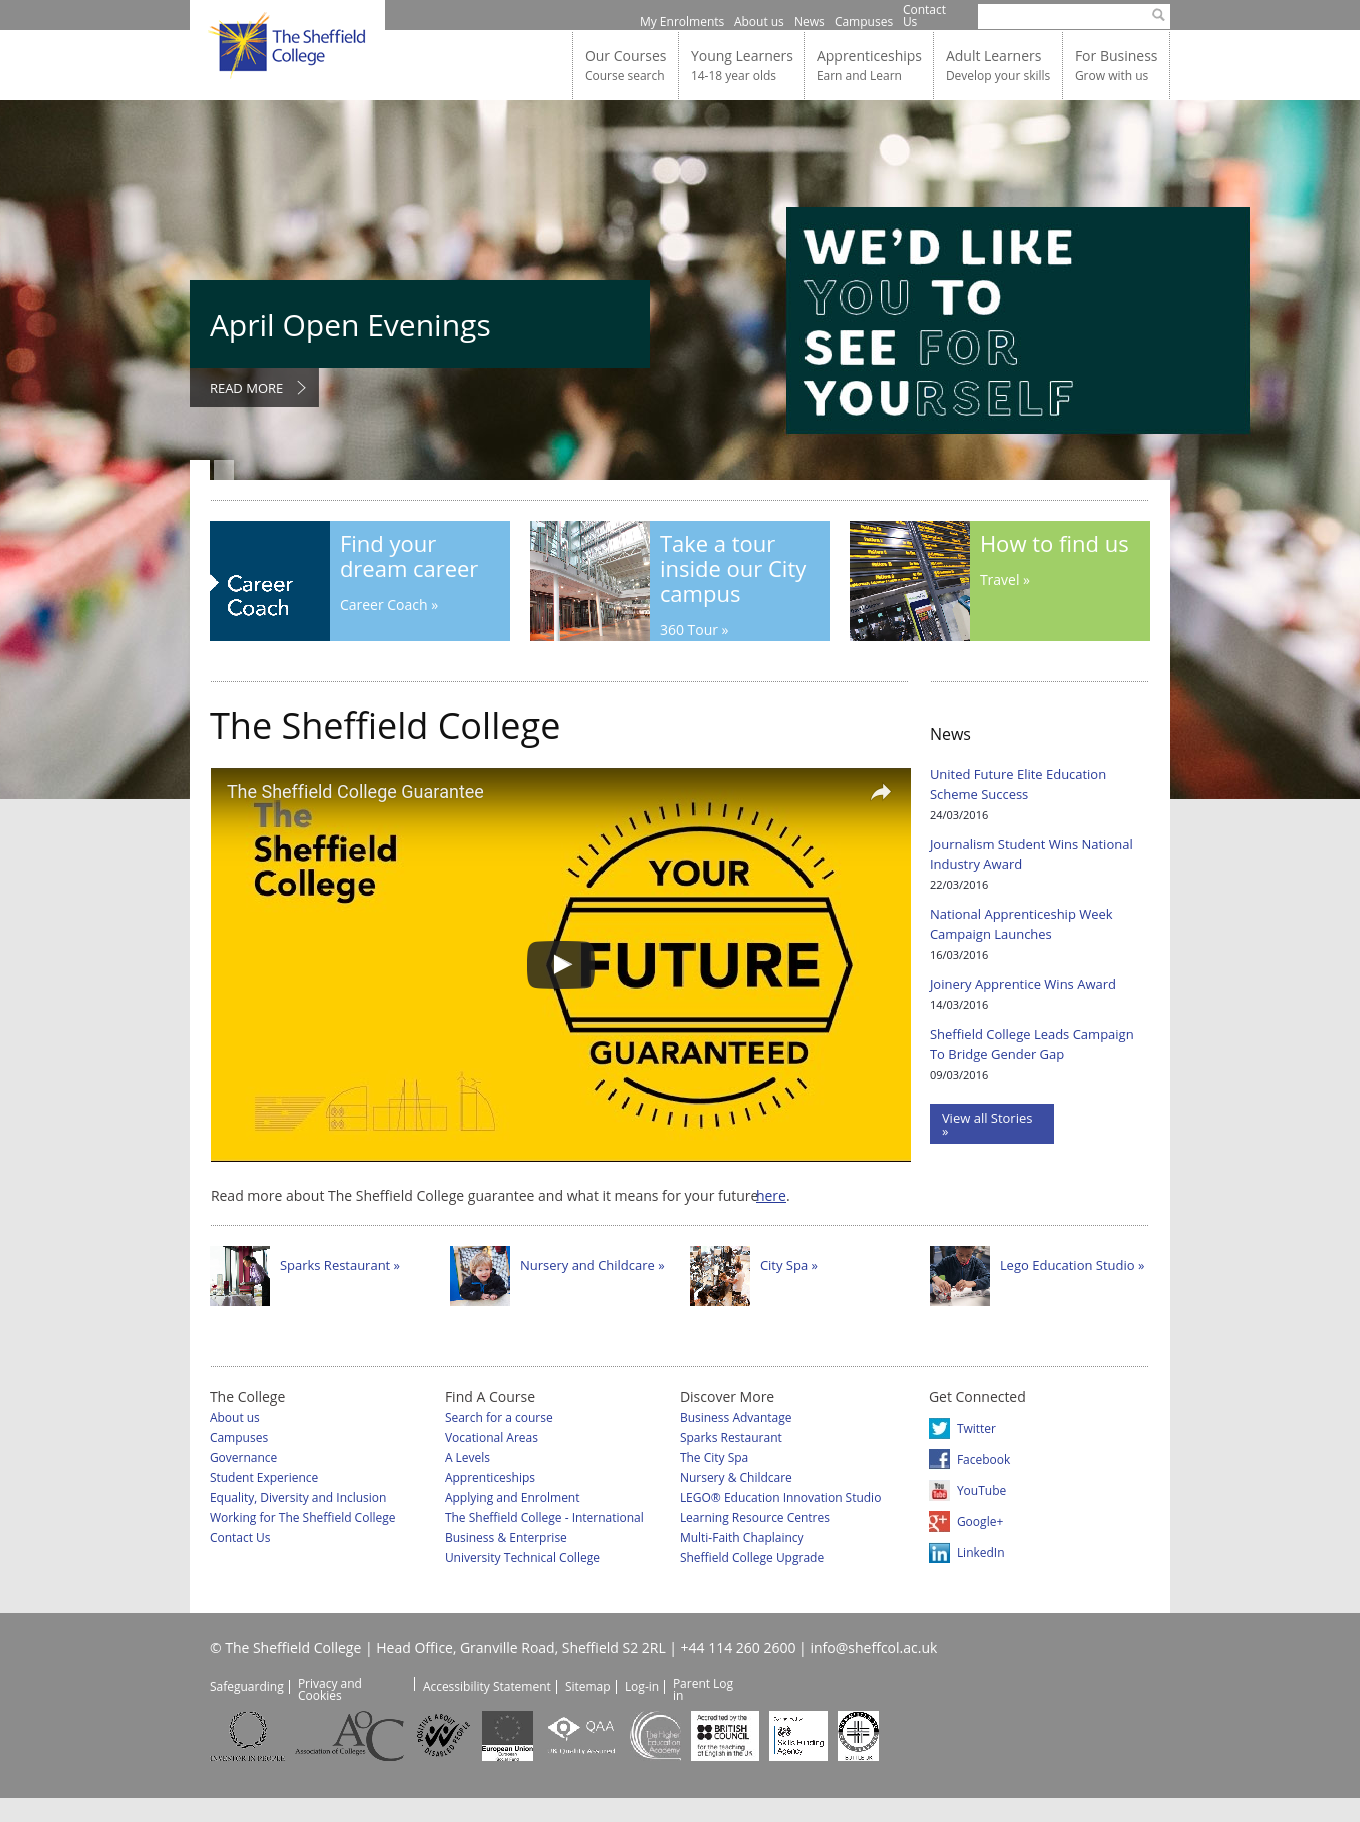 The Sheffield
College
My Enrolments
About us
News
Campuses
Contact
Us
Our Courses
Course search
Young Learners
14-18 year olds
Apprenticeships
Earn and Learn
Adult Learners
Develop your skills
For Business
Grow with us
WE'D LIKE
YOU TO
SEE FOR
YOURSELF
April Open Evenings
READ MORE
Career
Coach
Find your
dream career
Career Coach »
Take a tour
inside our City
campus
360 Tour »
How to find us
Travel »
The Sheffield College
The Sheffield College Guarantee
The
Sheffield
College
YOUR
FUTURE
GUARANTEED
News
United Future Elite Education
Scheme Success
24/03/2016
Journalism Student Wins National
Industry Award
22/03/2016
National Apprenticeship Week
Campaign Launches
16/03/2016
Joinery Apprentice Wins Award
14/03/2016
Sheffield College Leads Campaign
To Bridge Gender Gap
09/03/2016
View all Stories
»
Read more about The Sheffield College guarantee and what it means for your future here.
Sparks Restaurant »
Nursery and Childcare »
City Spa »
Lego Education Studio »
The College
About us
Campuses
Governance
Student Experience
Equality, Diversity and Inclusion
Working for The Sheffield College
Contact Us
Find A Course
Search for a course
Vocational Areas
A Levels
Apprenticeships
Applying and Enrolment
The Sheffield College - International
Business & Enterprise
University Technical College
Discover More
Business Advantage
Sparks Restaurant
The City Spa
Nursery & Childcare
LEGO® Education Innovation Studio
Learning Resource Centres
Multi-Faith Chaplaincy
Sheffield College Upgrade
Get Connected
Twitter
Facebook
You
Tube
YouTube
Google+
LinkedIn
© The Sheffield College | Head Office, Granville Road, Sheffield S2 2RL | +44 114 260 2600 | info@sheffcol.ac.uk
Safeguarding
Privacy and
Cookies
Accessibility Statement
Sitemap
Log-in
Parent Log
in
INVESTOR IN PEOPLE
AoC
Association of Colleges
POSITIVE ABOUT
DISABLED PEOPLE
European Union
European
Social Fund
QAA
UK Quality Assured
The Higher
Education
Academy
Accredited by the
BRITISH
COUNCIL
for the teaching
of English in the UK
Skills Funding
Agency
BUTTLE UK